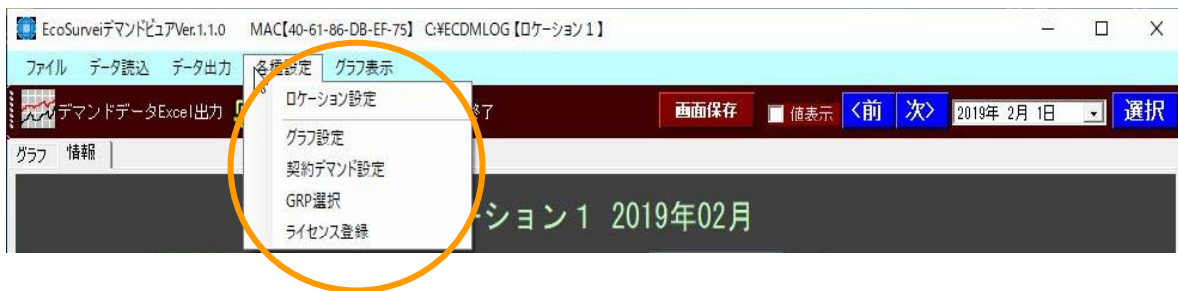 EcoSurveiデマンドビュアVer.1.1.0 MAC【40-61-86-DB-EF-75】 C:¥ECDMLOG【ロケーション1】
ファイル データ読込 データ出力 各種設定 グラフ表示
デマンドデータExcel出力 終了 画面保存 値表示 <前 次> 2019年 2月 1日 選択
グラフ 情報
ロケーション設定
グラフ設定
契約デマンド設定
GRP選択
ライセンス登録
ーション1 2019年02月